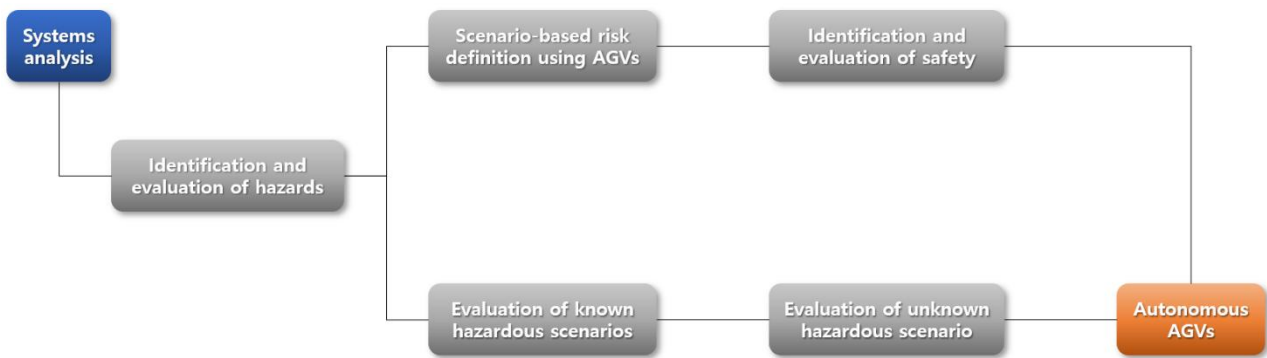 Systems
analysis
Scenario-based risk
definition using AGVs
Identification and
evaluation of safety
Identification and
evaluation of hazards
Evaluation of known
hazardous scenarios
Evaluation of unknown
hazardous scenario
Autonomous
AGVs